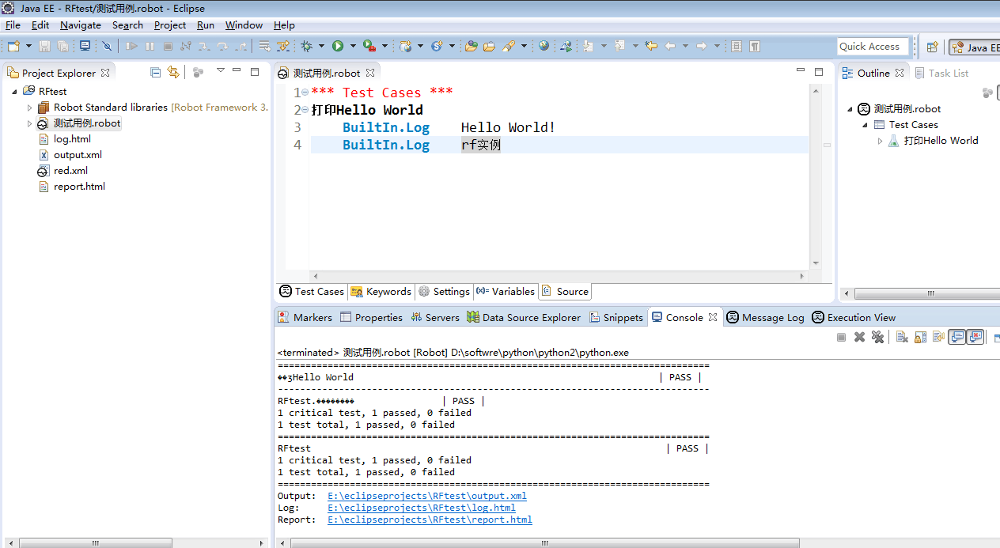 Java EE - RFtest/测试用例.robot - Eclipse
File Edit Navigate Search Project Run Window Help
Quick Access
Java EE
Project Explorer
RFtest
Robot Standard libraries [Robot Framework 3.
测试用例.robot
log.html
output.xml
red.xml
report.html
测试用例.robot
1 *** Test Cases ***
2 打印Hello World
3 BuiltIn.Log Hello World!
4 BuiltIn.Log rf实例
Test Cases Keywords Settings Variables Source
Outline Task List
测试用例.robot
Test Cases
打印Hello World
Markers Properties Servers Data Source Explorer Snippets Console Message Log Execution View
<terminated> 测试用例.robot [Robot] D:\softwre\python\python2\python.exe
==============================================================================
��ʒHello World | PASS |
------------------------------------------------------------------------------
RFtest.�������� | PASS |
1 critical test, 1 passed, 0 failed
1 test total, 1 passed, 0 failed
==============================================================================
RFtest | PASS |
1 critical test, 1 passed, 0 failed
1 test total, 1 passed, 0 failed
==============================================================================
Output: E:\eclipseprojects\RFtest\output.xml
Log: E:\eclipseprojects\RFtest\log.html
Report: E:\eclipseprojects\RFtest\report.html